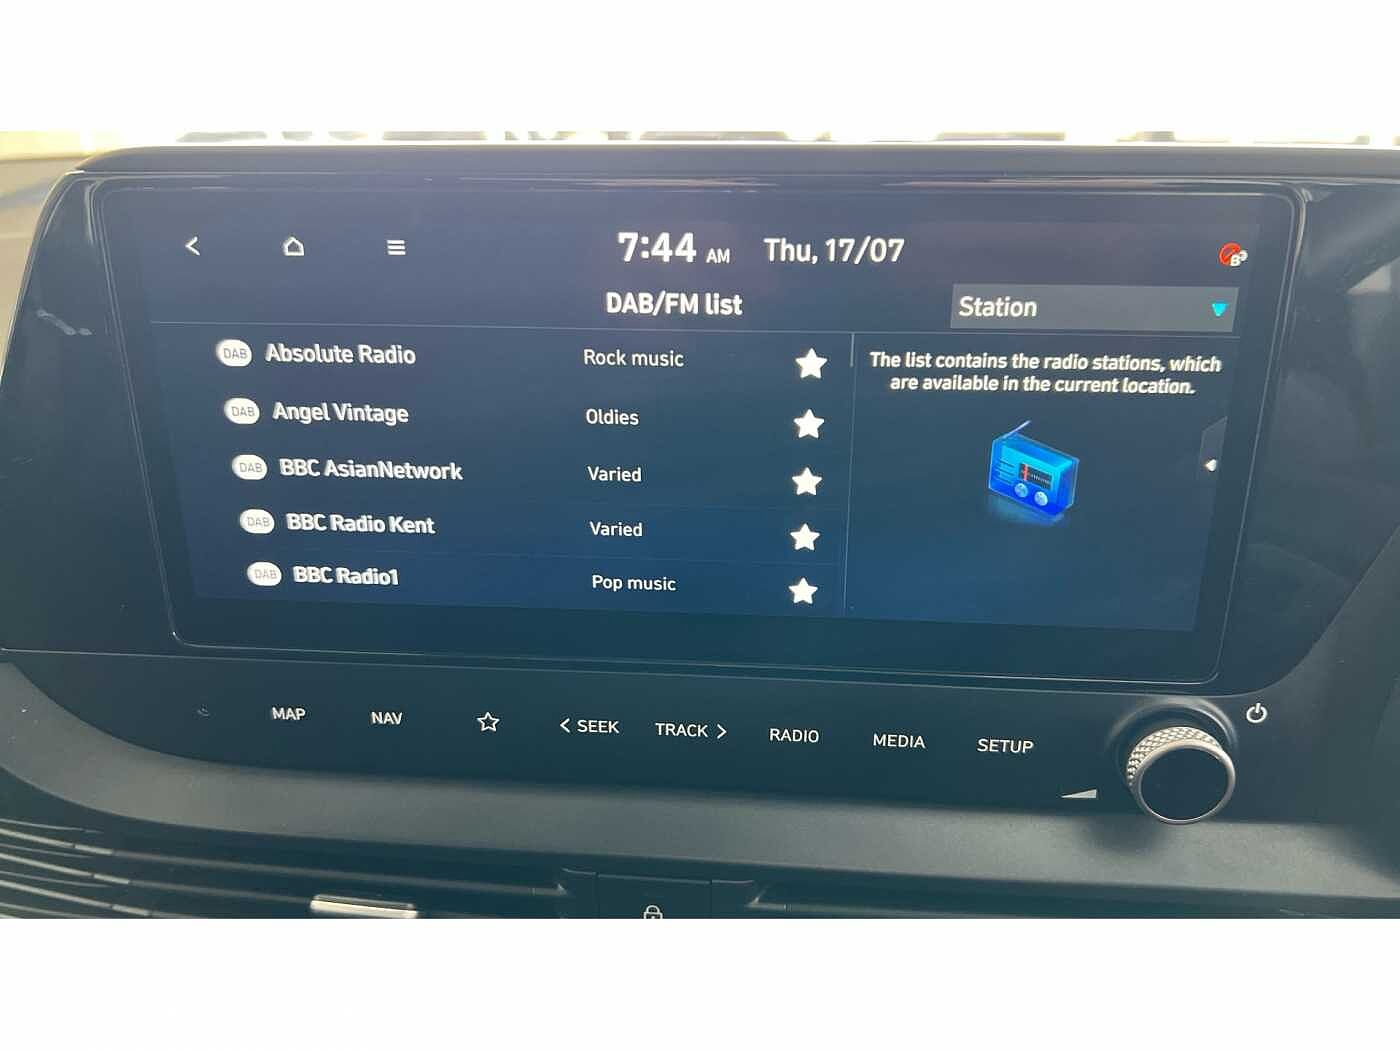 7:44 AM Thu, 17/07
DAB/FM list
Station
DAB Absolute Radio Rock music
DAB Angel Vintage Oldies
DAB BBC AsianNetwork Varied
DAB BBC Radio Kent Varied
DAB BBC Radio1 Pop music
The list contains the radio stations, which
are available in the current location.
MAP NAV SEEK TRACK RADIO MEDIA SETUP